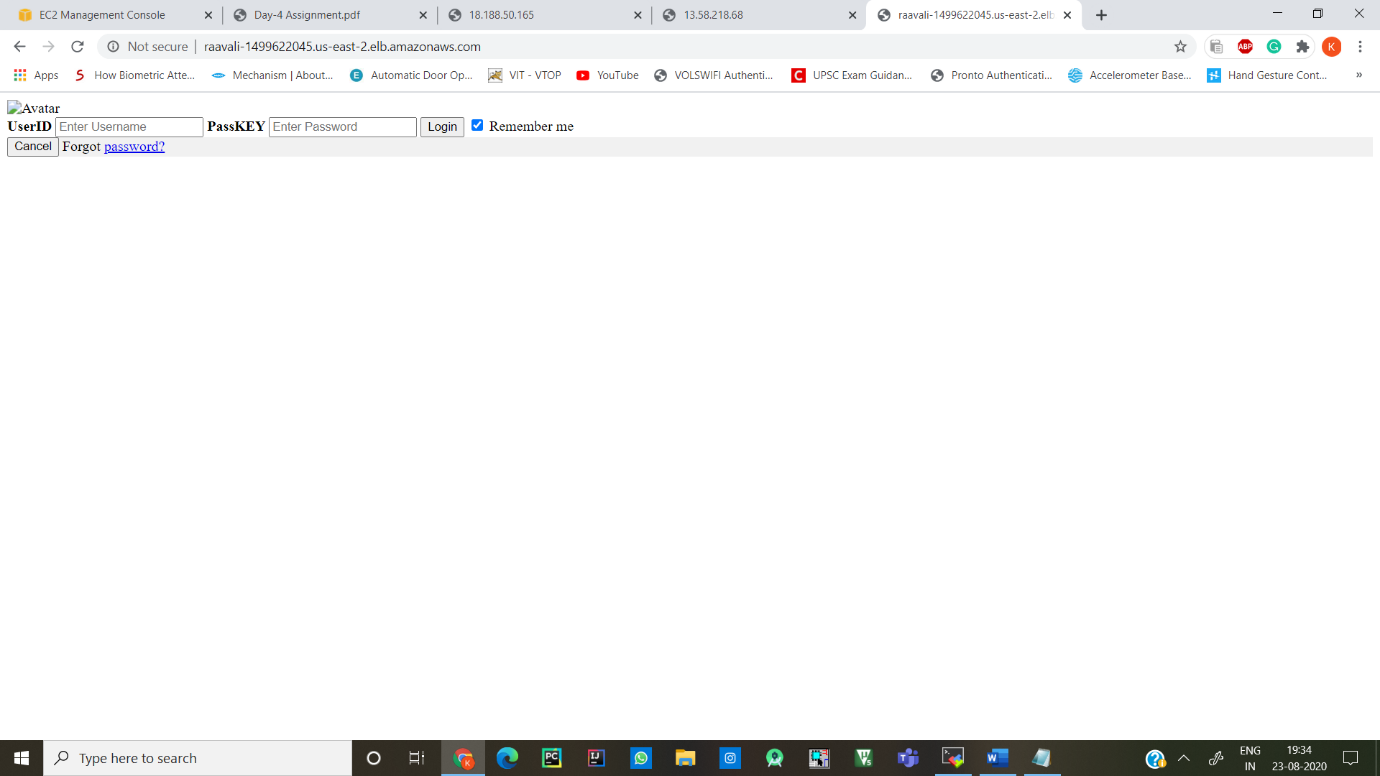 EC2 Management Console
Day-4 Assignment.pdf
18.188.50.165
13.58.218.68
raavali-1499622045.us-east-2.elb
Not secure | raavali-1499622045.us-east-2.elb.amazonaws.com
ABP
G
K
Apps
S How Biometric Atte...
Mechanism | About...
E Automatic Door Op...
VIT - VTOP
YouTube
VOLSWIFI Authenti...
C UPSC Exam Guidan...
Pronto Authenticati...
Accelerometer Base...
Hand Gesture Cont...
»
Avatar
UserID Enter Username PassKEY Enter Password Login Remember me
Cancel Forgot password?
Type here to search
K
PC
IJ
W
ENG
IN
19:34
23-08-2020